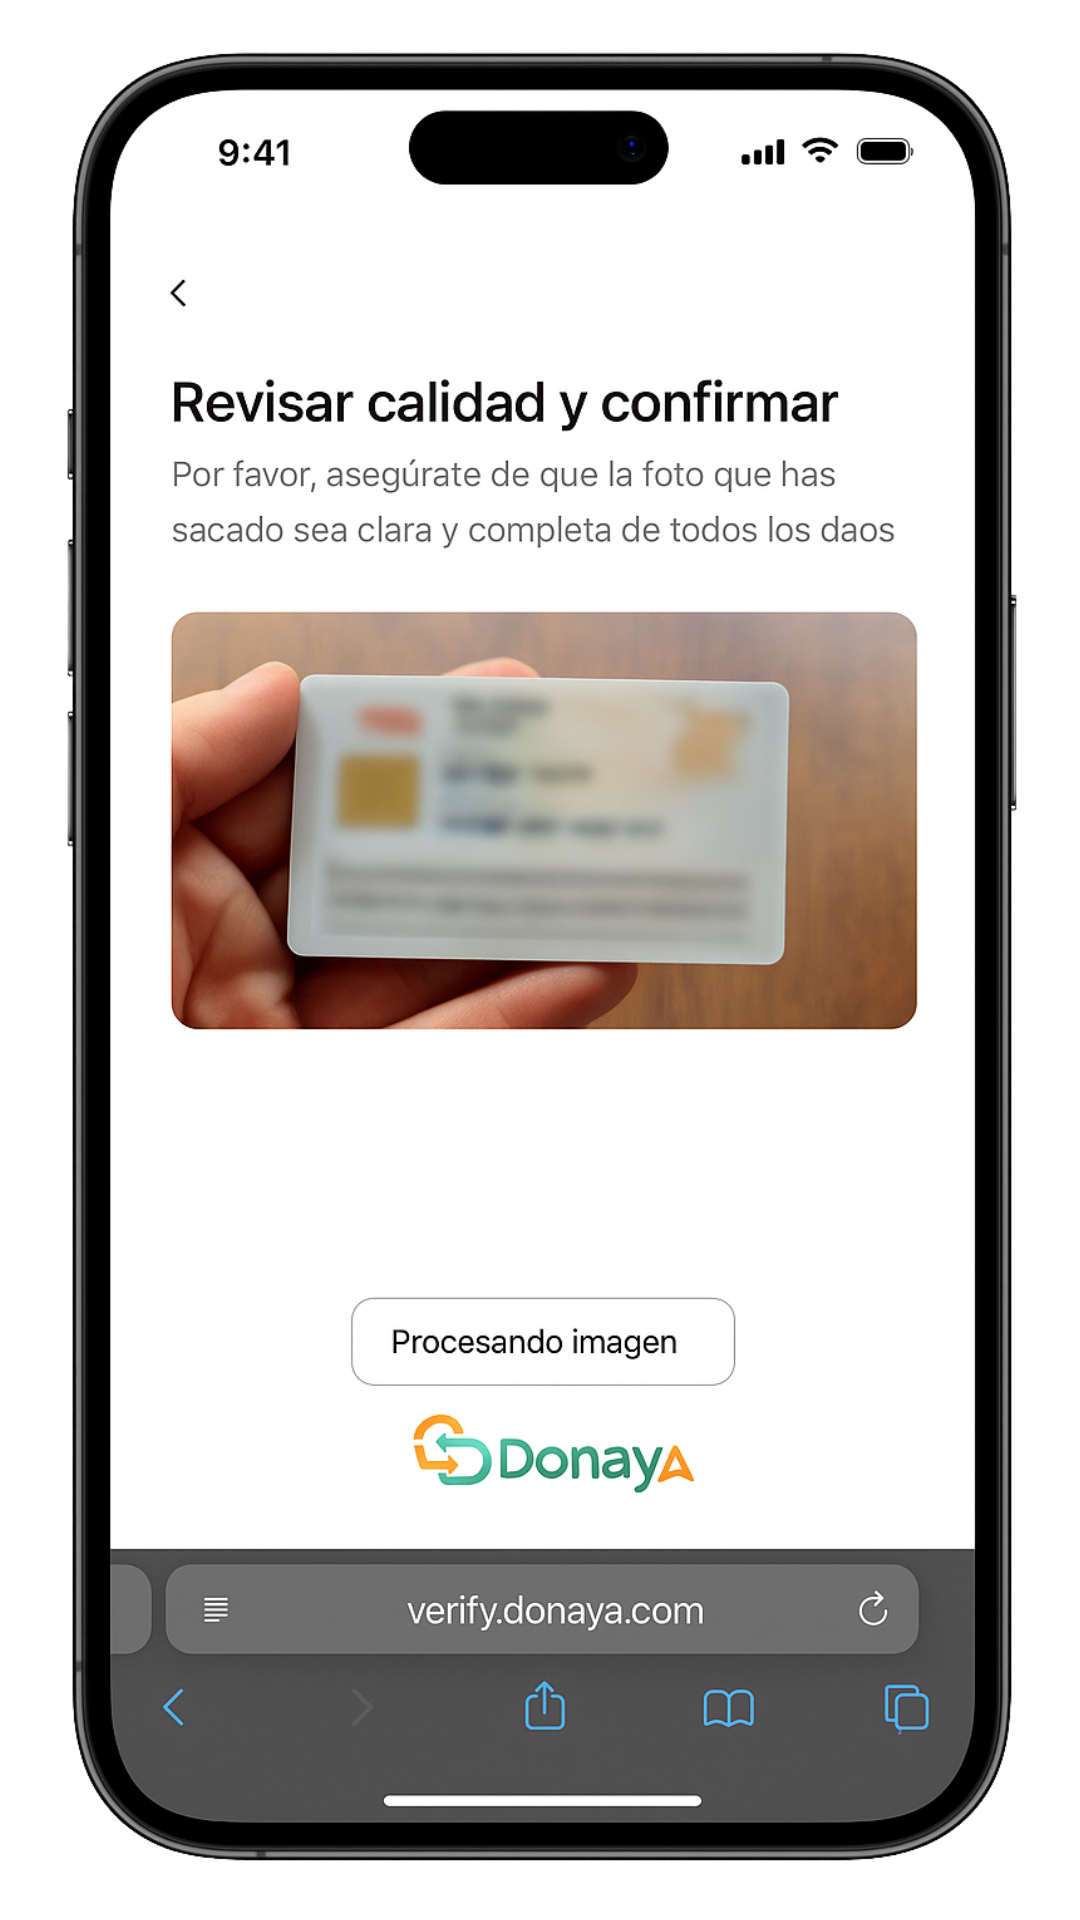 9:41
Revisar calidad y confirmar
Por favor, asegúrate de que la foto que has
sacado sea clara y completa de todos los daos
Procesando imagen
Donaya
verify.donaya.com